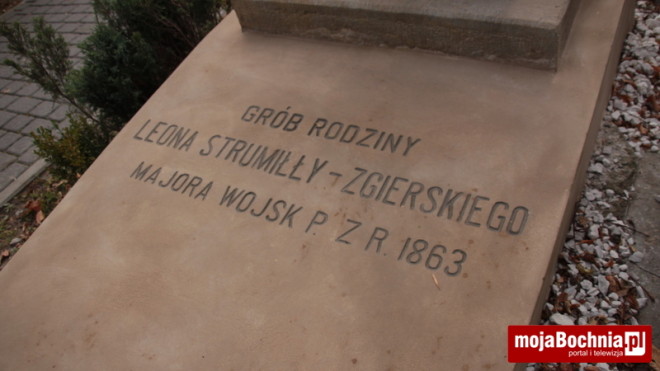 GRÓB RODZINY
LEONA STRUMIŁŁY-ZGIERSKIEGO
MAJORA WOJSK P Z R. 1863.
mojaBochnia.pl
portal i telewizja